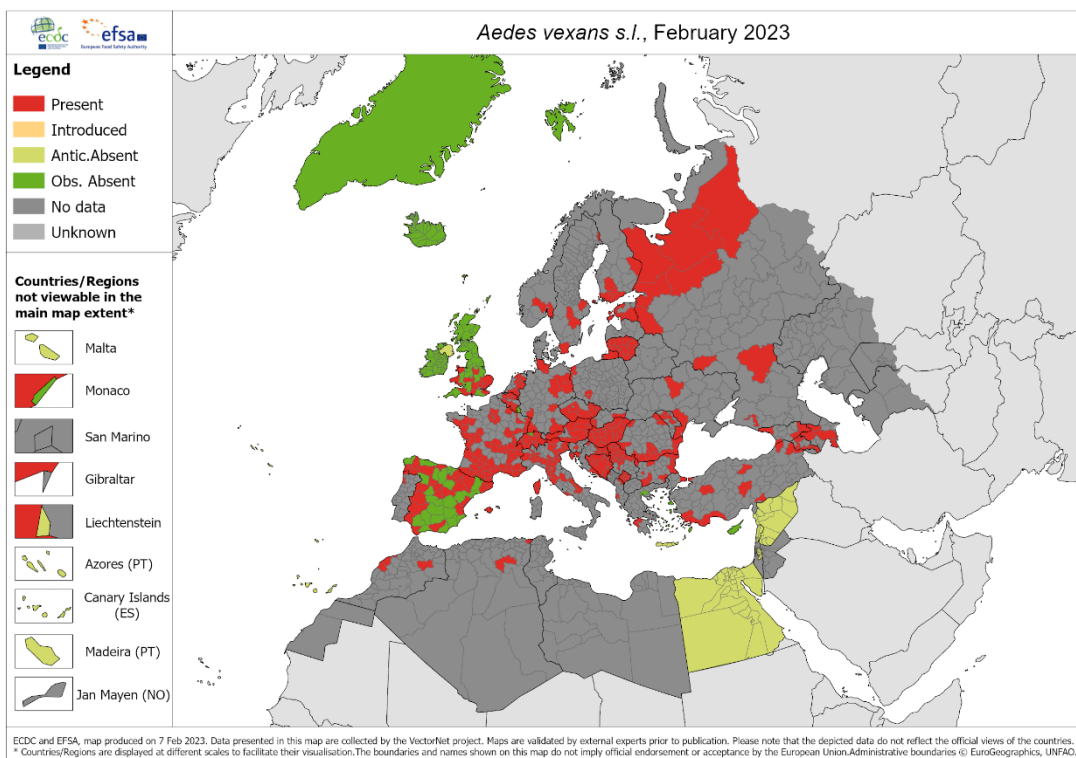 ecdc
efsa
European Food Safety Authority
Aedes vexans s.l., February 2023
Legend
Present
Introduced
Antic.Absent
Obs. Absent
No data
Unknown
Countries/Regions
not viewable in the
main map extent*
Malta
Monaco
San Marino
Gibraltar
Liechtenstein
Azores (PT)
Canary Islands
(ES)
Madeira (PT)
Jan Mayen (NO)
ECDC and EFSA, map produced on 7 Feb 2023. Data presented in this map are collected by the VectorNet project. Maps are validated by external experts prior to publication. Please note that the depicted data do not reflect the official views of the countries.
* Countries/Regions are displayed at different scales to facilitate their visualisation.The boundaries and names shown on this map do not imply official endorsement or acceptance by the European Union.Administrative boundaries © EuroGeographics, UNFAO.